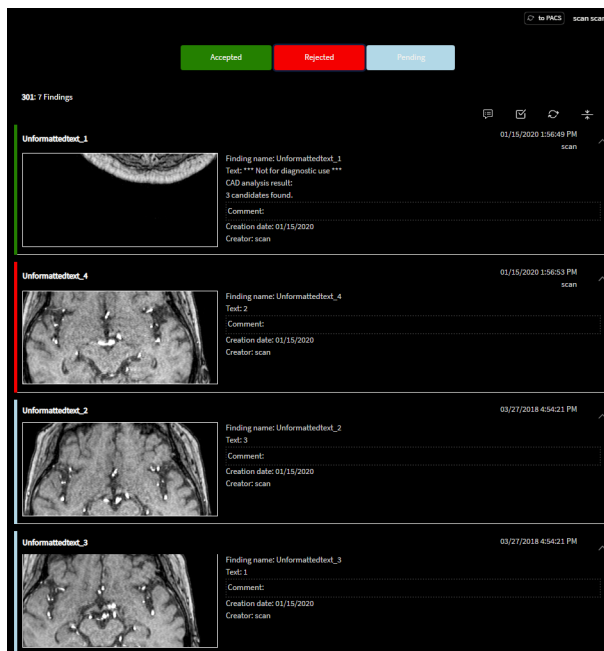 to PACS
scan scan
Accepted
Rejected
Pending
301: 7 Findings
Unformattedtext_1
01/15/2020 1:56:49 PM
scan
Finding name: Unformattedtext_1
Text: *** Not for diagnostic use ***
CAD analysis result:
3 candidates found.
Comment:
Creation date: 01/15/2020
Creator: scan
Unformattedtext_4
01/15/2020 1:56:53 PM
scan
Finding name: Unformattedtext_4
Text: 2
Comment:
Creation date: 01/15/2020
Creator: scan
Unformattedtext_2
03/27/2018 4:54:21 PM
Finding name: Unformattedtext_2
Text: 3
Comment:
Creation date: 01/15/2020
Creator: scan
Unformattedtext_3
03/27/2018 4:54:21 PM
Finding name: Unformattedtext_3
Text: 1
Comment:
Creation date: 01/15/2020
Creator: scan